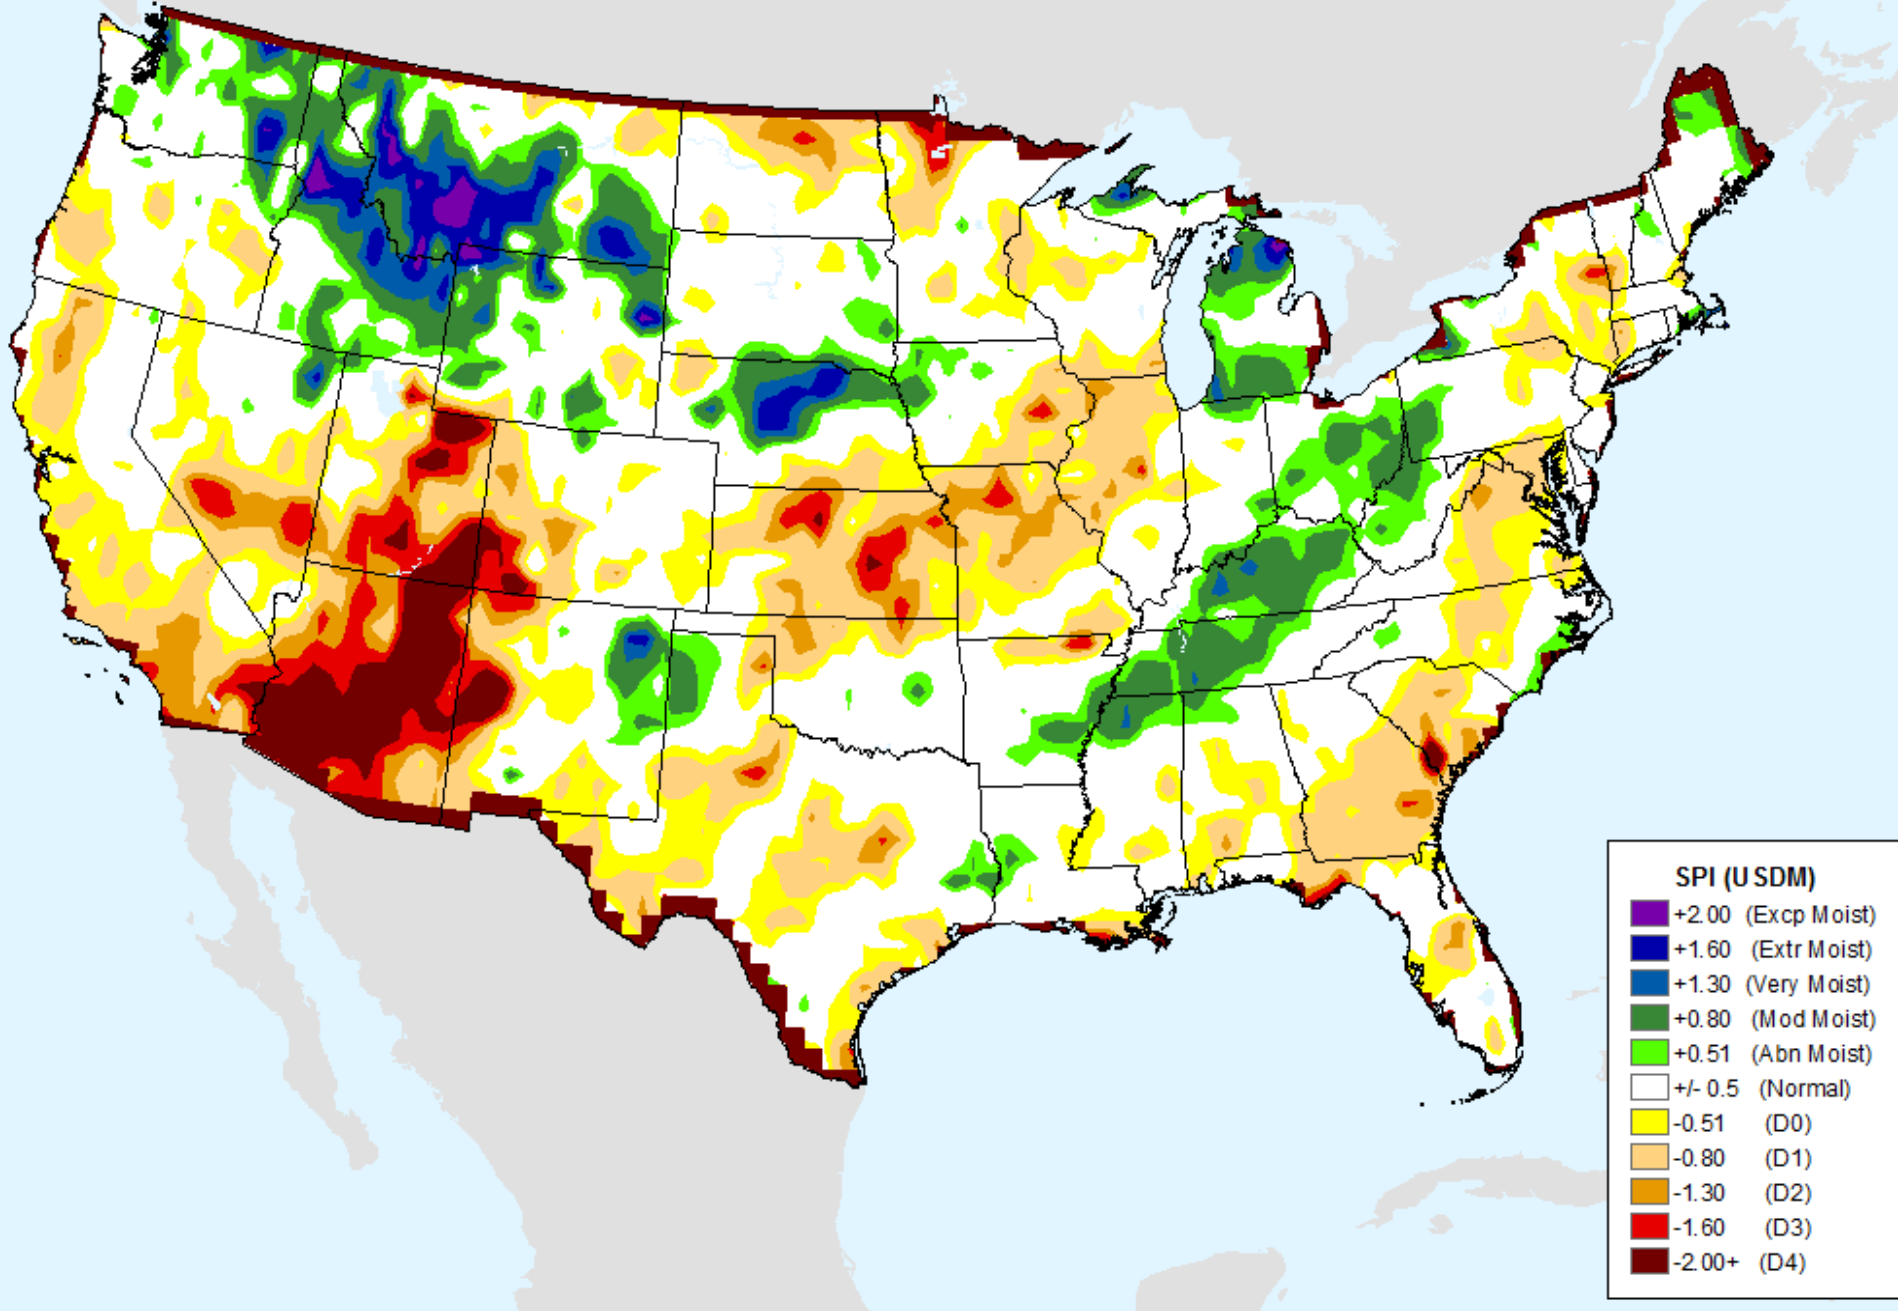 SPI (USDM)
+2.00 (Excp Moist)
+1.60 (Extr Moist)
+1.30 (Very Moist)
+0.80 (Mod Moist)
+0.51 (Abn Moist)
+/- 0.5 (Normal)
-0.51 (D0)
-0.80 (D1)
-1.30 (D2)
-1.60 (D3)
-2.00+ (D4)